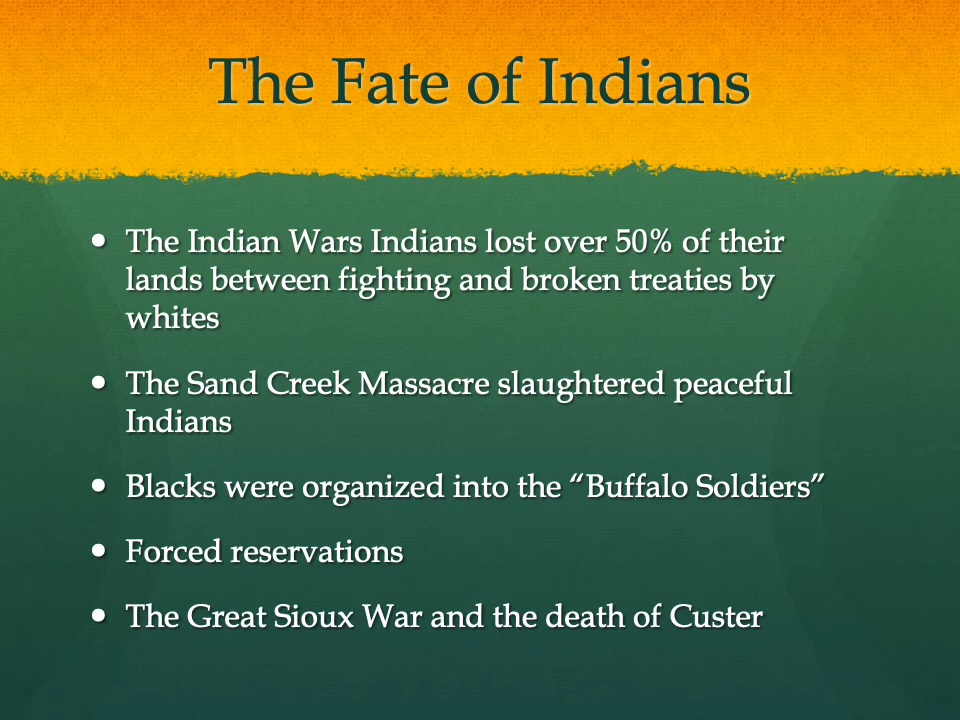 The Fate of Indians
• The Indian Wars Indians lost over 50% of their
lands between fighting and broken treaties by
whites
• The Sand Creek Massacre slaughtered peaceful
Indians
• Blacks were organized into the “Buffalo Soldiers”
• Forced reservations
• The Great Sioux War and the death of Custer